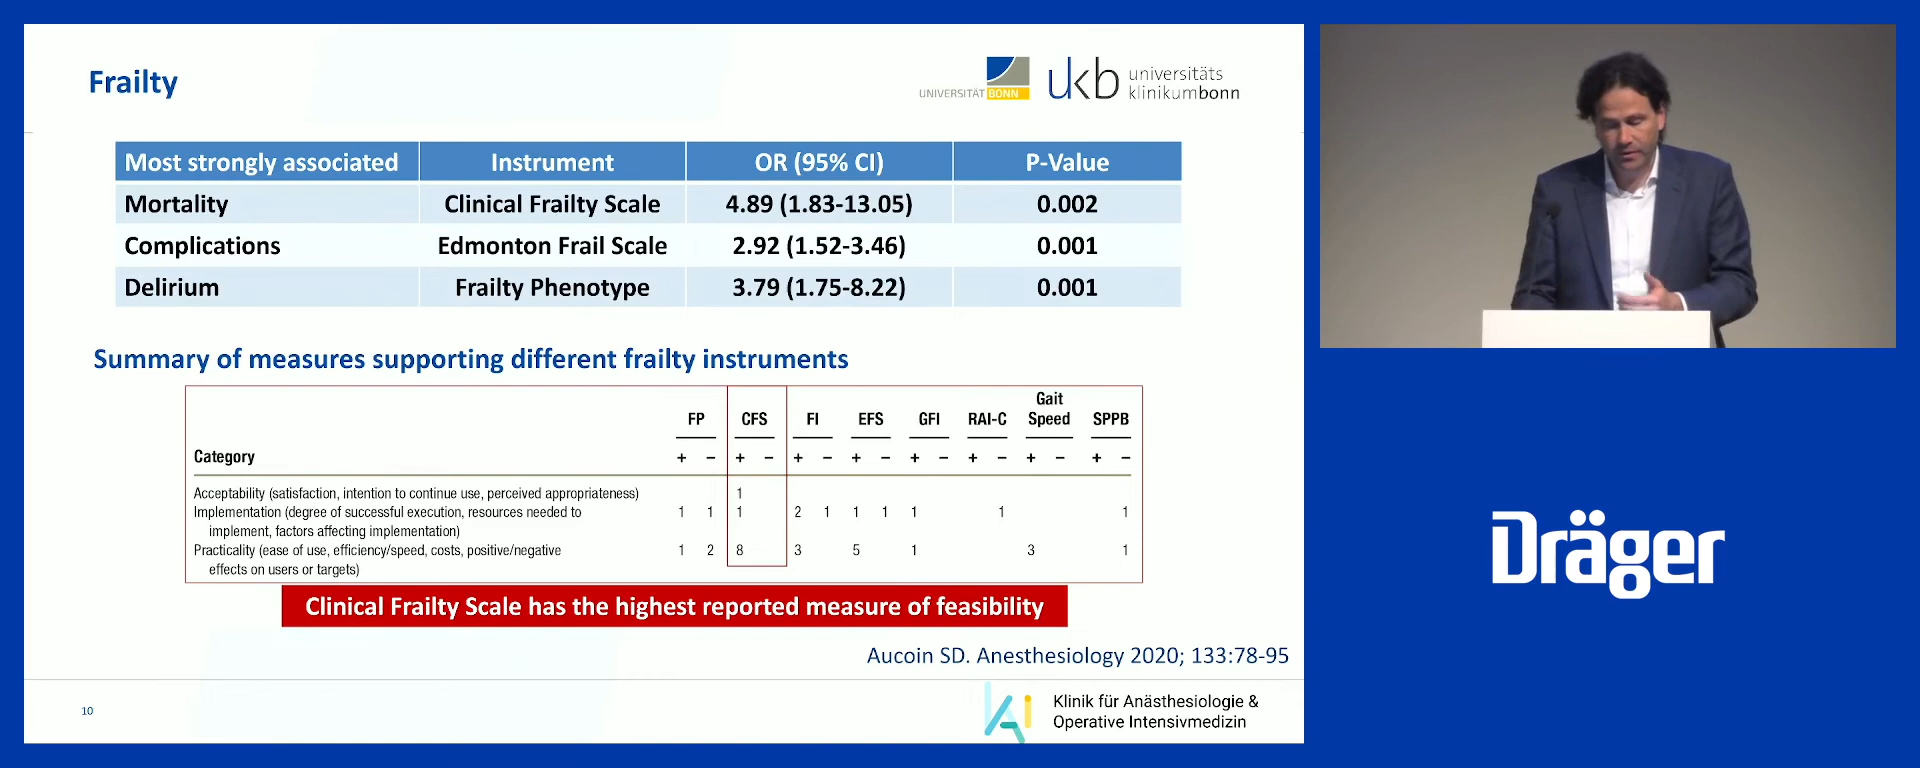 Frailty
UNIVERSITÄT BONN
ukb universitäts
klinikumbonn
Most strongly associated Instrument OR (95% CI) P-Value
Mortality Clinical Frailty Scale 4.89 (1.83-13.05) 0.002
Complications Edmonton Frail Scale 2.92 (1.52-3.46) 0.001
Delirium Frailty Phenotype 3.79 (1.75-8.22) 0.001
Summary of measures supporting different frailty instruments
Gait
FP CFS FI EFS GFI RAI-C Speed SPPB
Category + − + − + − + − + − + − + − + −
Acceptability (satisfaction, intention to continue use, perceived appropriateness) 1
Implementation (degree of successful execution, resources needed to 1 1 1 2 1 1 1 1 1 1
implement, factors affecting implementation)
Practicality (ease of use, efficiency/speed, costs, positive/negative 1 2 8 3 5 1 3 1
effects on users or targets)
Clinical Frailty Scale has the highest reported measure of feasibility
Aucoin SD. Anesthesiology 2020; 133:78-95
10
KAi
Klinik für Anästhesiologie &
Operative Intensivmedizin
Dräger